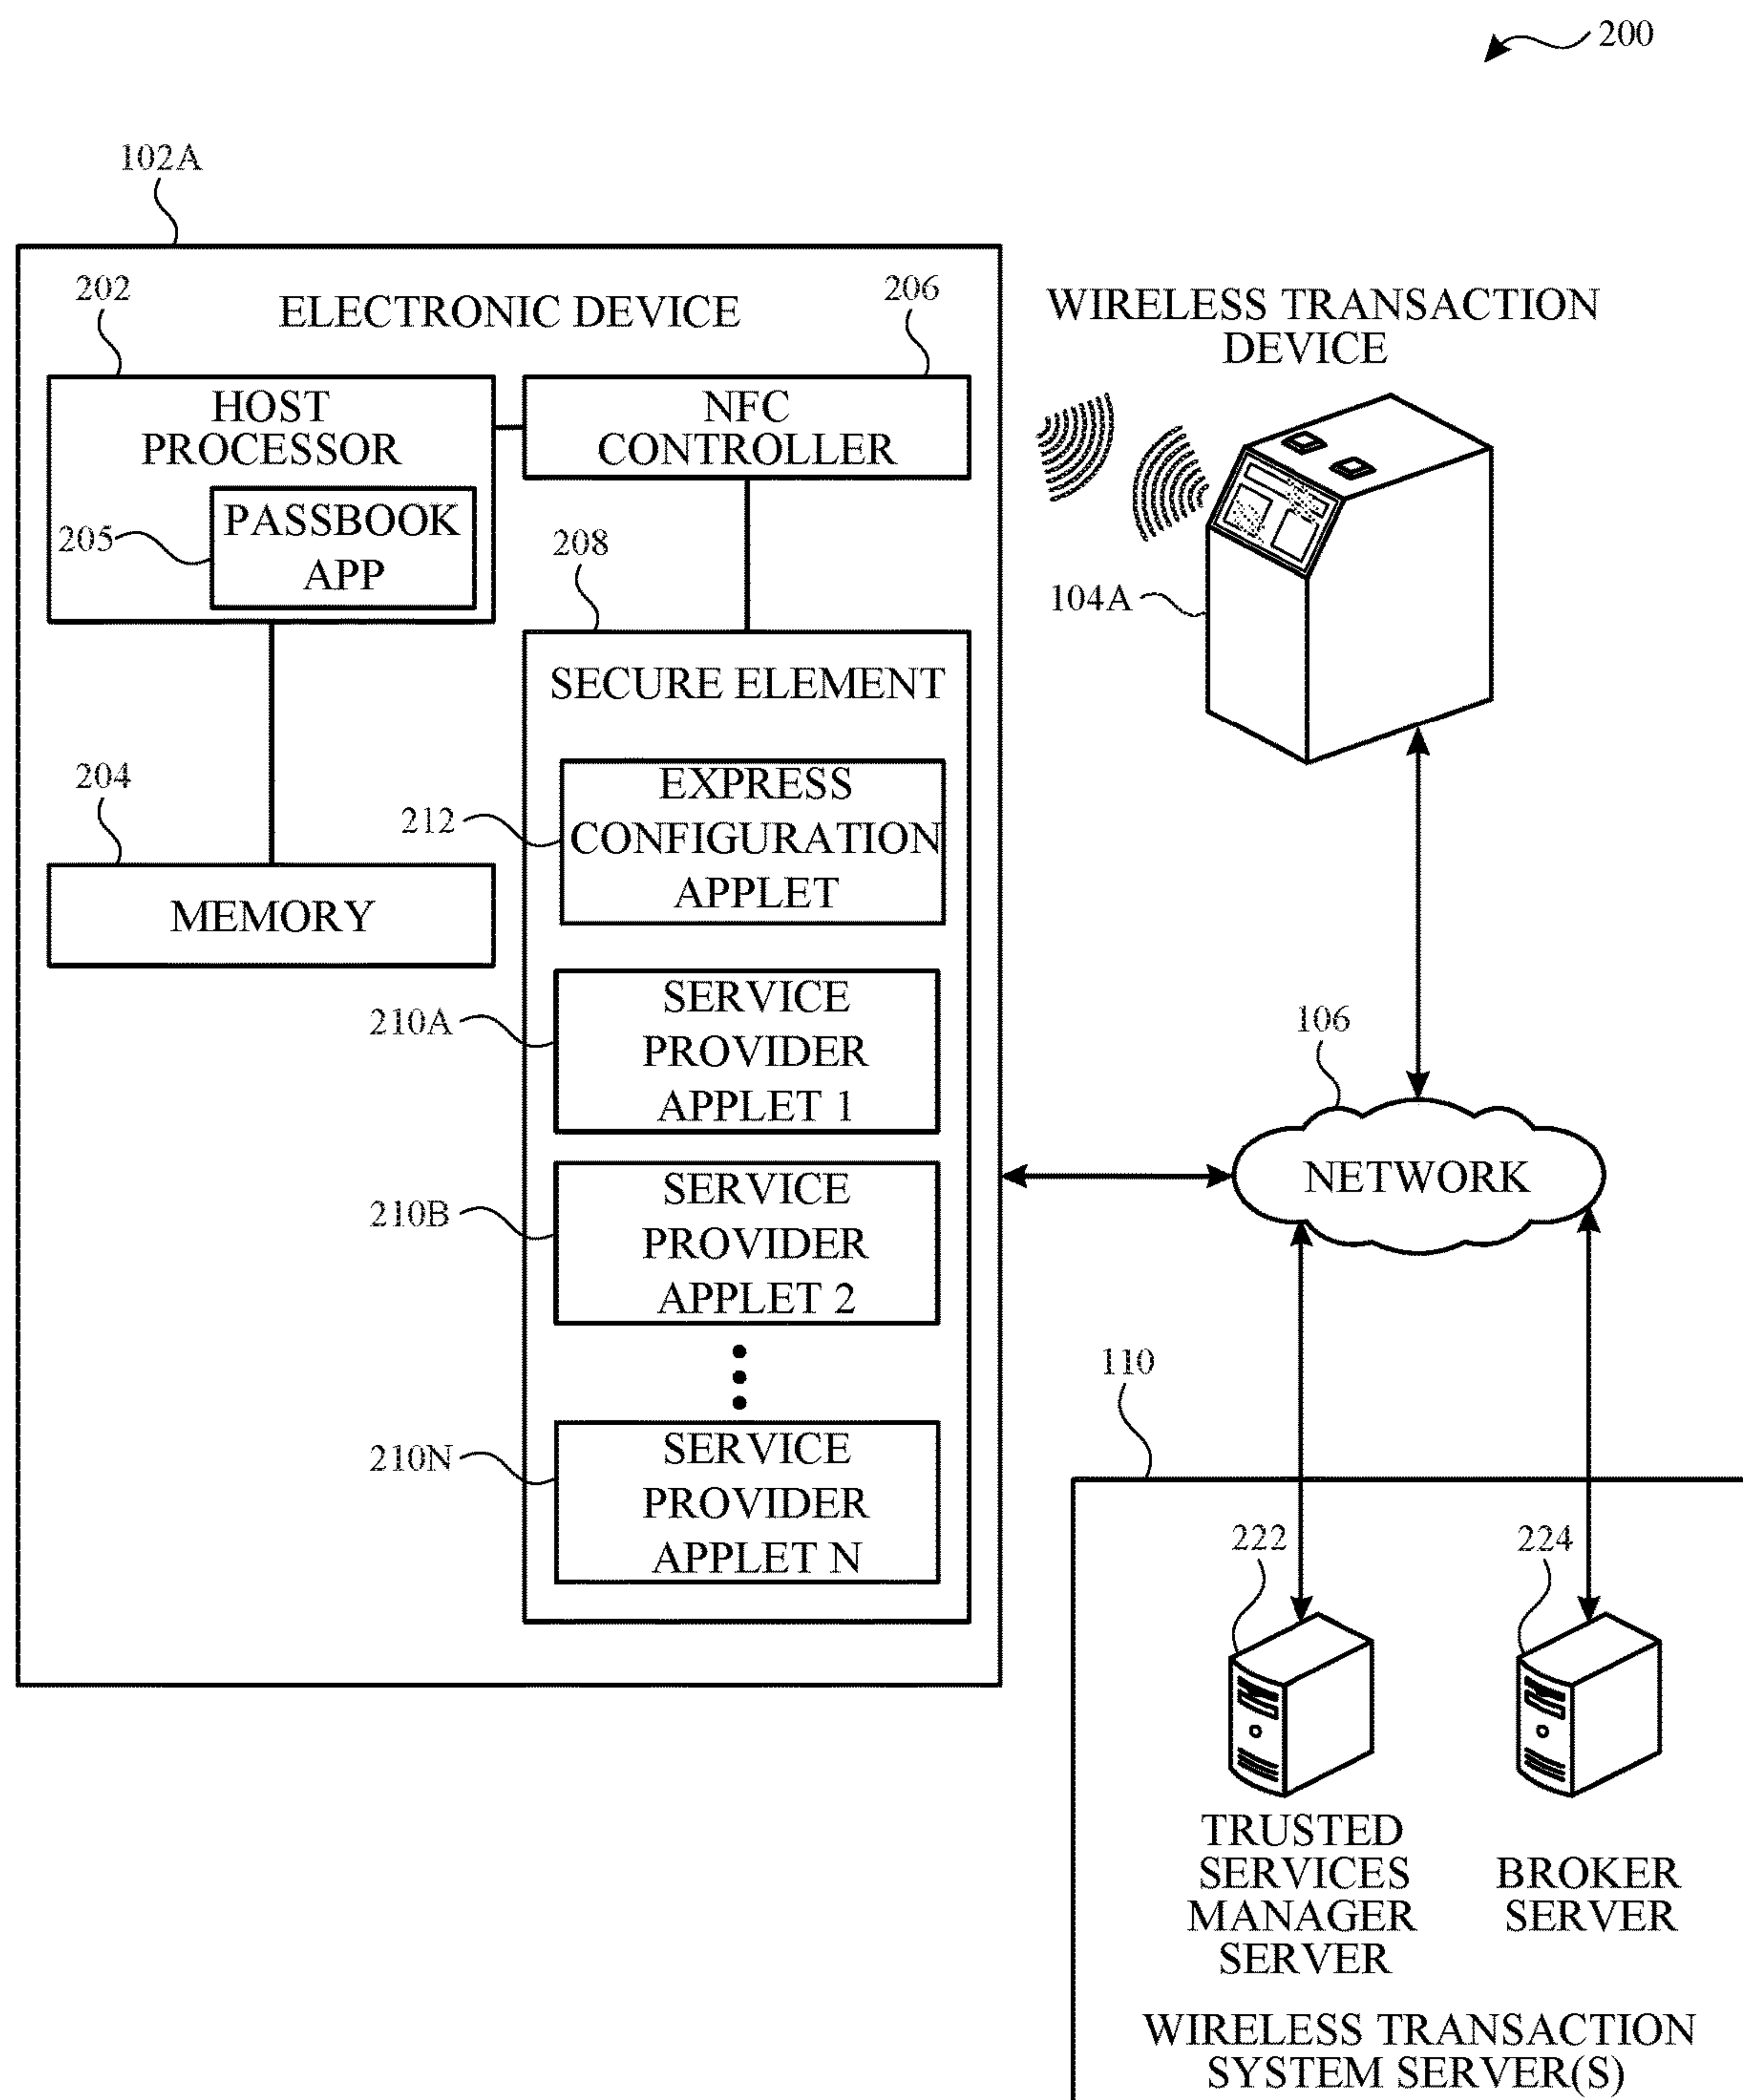 200
102A
202
ELECTRONIC DEVICE
206
HOST
PROCESSOR
NFC
CONTROLLER
205
PASSBOOK
APP
208
SECURE ELEMENT
204
MEMORY
212
EXPRESS
CONFIGURATION
APPLET
210A
SERVICE
PROVIDER
APPLET 1
210B
SERVICE
PROVIDER
APPLET 2
210N
SERVICE
PROVIDER
APPLET N
WIRELESS TRANSACTION
DEVICE
104A
106
NETWORK
110
222
224
TRUSTED
SERVICES
MANAGER
SERVER
BROKER
SERVER
WIRELESS TRANSACTION
SYSTEM SERVER(S)